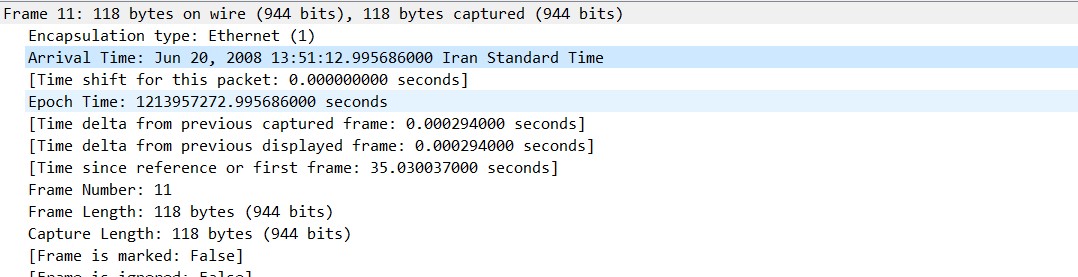 Frame 11: 118 bytes on wire (944 bits), 118 bytes captured (944 bits)
Encapsulation type: Ethernet (1)
Arrival Time: Jun 20, 2008 13:51:12.995686000 Iran Standard Time
[Time shift for this packet: 0.000000000 seconds]
Epoch Time: 1213957272.995686000 seconds
[Time delta from previous captured frame: 0.000294000 seconds]
[Time delta from previous displayed frame: 0.000294000 seconds]
[Time since reference or first frame: 35.030037000 seconds]
Frame Number: 11
Frame Length: 118 bytes (944 bits)
Capture Length: 118 bytes (944 bits)
[Frame is marked: False]
[Frame is ignored: False]